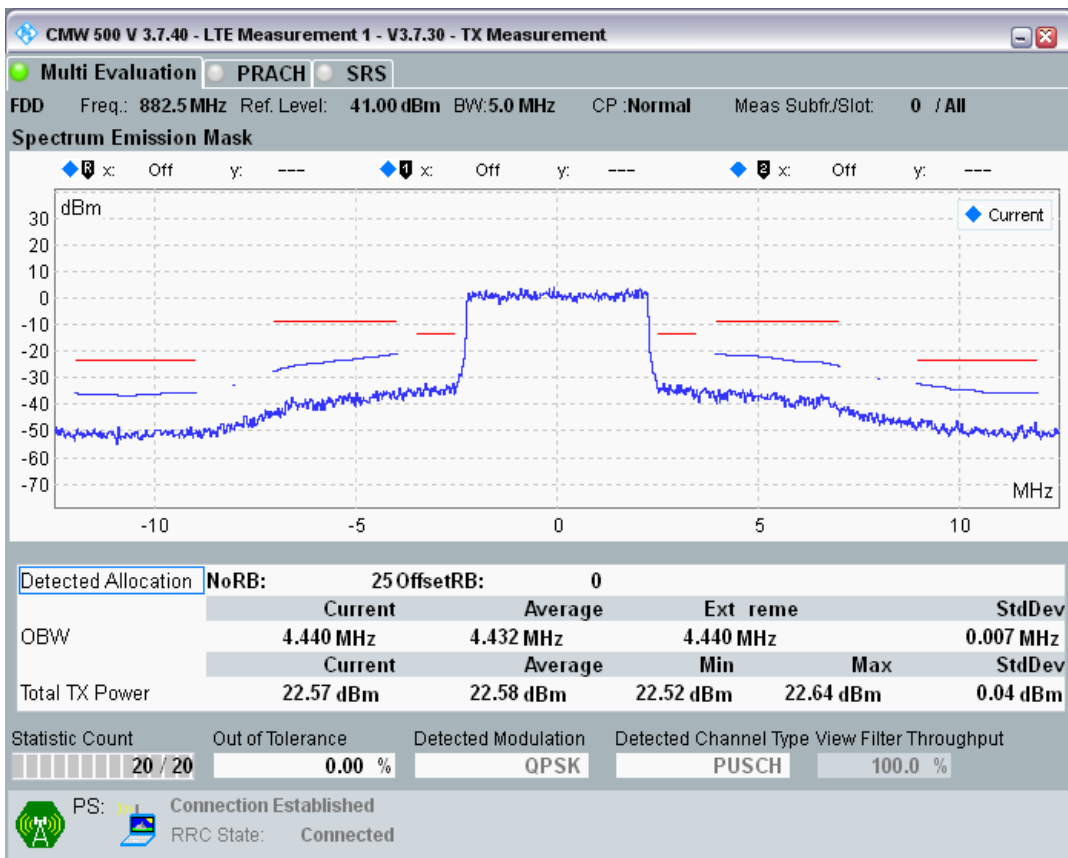 CMW 500 V 3.7.40 - LTE Measurement 1 - V3.7.30 - TX Measurement
Multi Evaluation PRACH SRS
FDD Freq.: 882.5 MHz Ref. Level: 41.00 dBm BW:5.0 MHz CP :Normal Meas Subfr./Slot: 0 / All
Spectrum Emission Mask
R x: Off y: --- 1 x: Off y: --- 2 x: Off y: ---
dBm
Current
30
20
10
0
-10
-20
-30
-40
-50
-60
-70
MHz
-10 -5 0 5 10
Detected Allocation NoRB: 25 OffsetRB: 0
Current Average Ext reme StdDev
OBW 4.440 MHz 4.432 MHz 4.440 MHz 0.007 MHz
Current Average Min Max StdDev
Total TX Power 22.57 dBm 22.58 dBm 22.52 dBm 22.64 dBm 0.04 dBm
Statistic Count Out of Tolerance Detected Modulation Detected Channel Type View Filter Throughput
20 / 20 0.00 % QPSK PUSCH 100.0 %
PS: Connection Established
RRC State: Connected